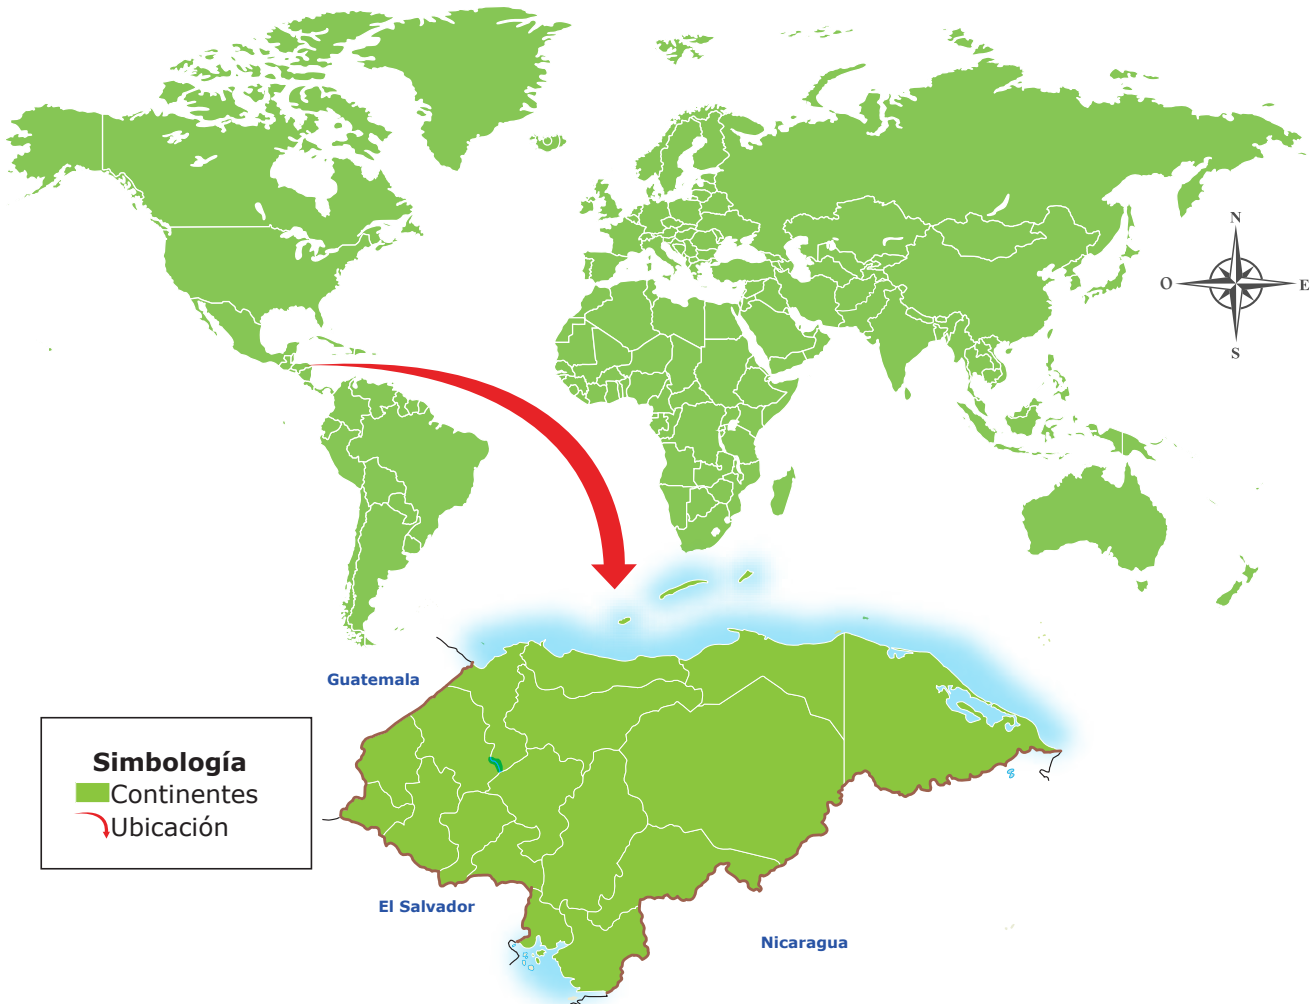 N
O
E
S
Guatemala
Simbología
Continentes
Ubicación
El Salvador
Nicaragua